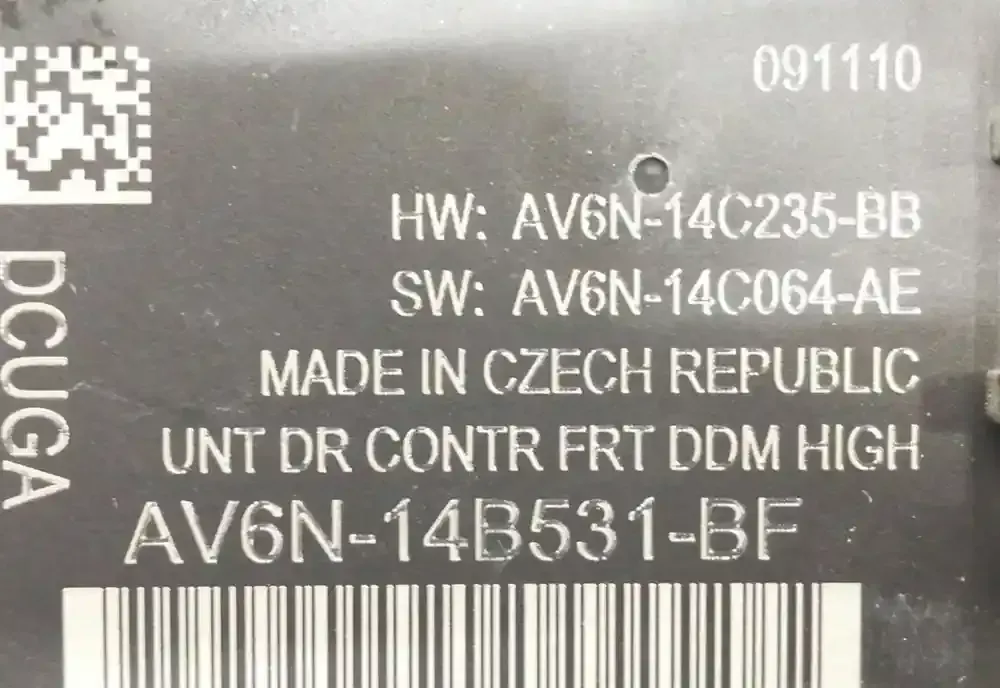 091110
HW: AV6N-14C235-BB
SW: AV6N-14C064-AE
MADE IN CZECH REPUBLIC
UNT DR CONTR FRT DDM HIGH
AV6N-14B531-BF
DCUGA